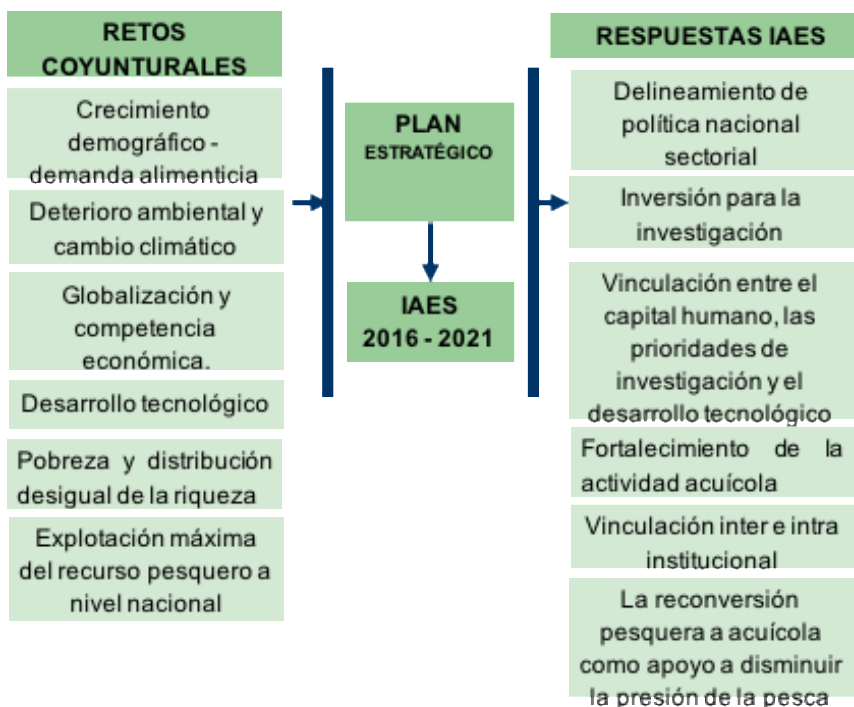 RETOS
COYUNTURALES
Crecimiento
demográfico -
demanda alimenticia
Deterioro ambiental y
cambio climático
Globalización y
competencia
económica.
Desarrollo tecnológico
Pobreza y distribución
desigual de la riqueza
Explotación máxima
del recurso pesquero a
nivel nacional
PLAN
ESTRATÉGICO
IAES
2016 - 2021
RESPUESTAS IAES
Delineamiento de
política nacional
sectorial
Inversión para la
investigación
Vinculación entre el
capital humano, las
prioridades de
investigación y el
desarrollo tecnológico
Fortalecimiento de la
actividad acuícola
Vinculación inter e intra
institucional
La reconversión
pesquera a acuícola
como apoyo a disminuir
la presión de la pesca